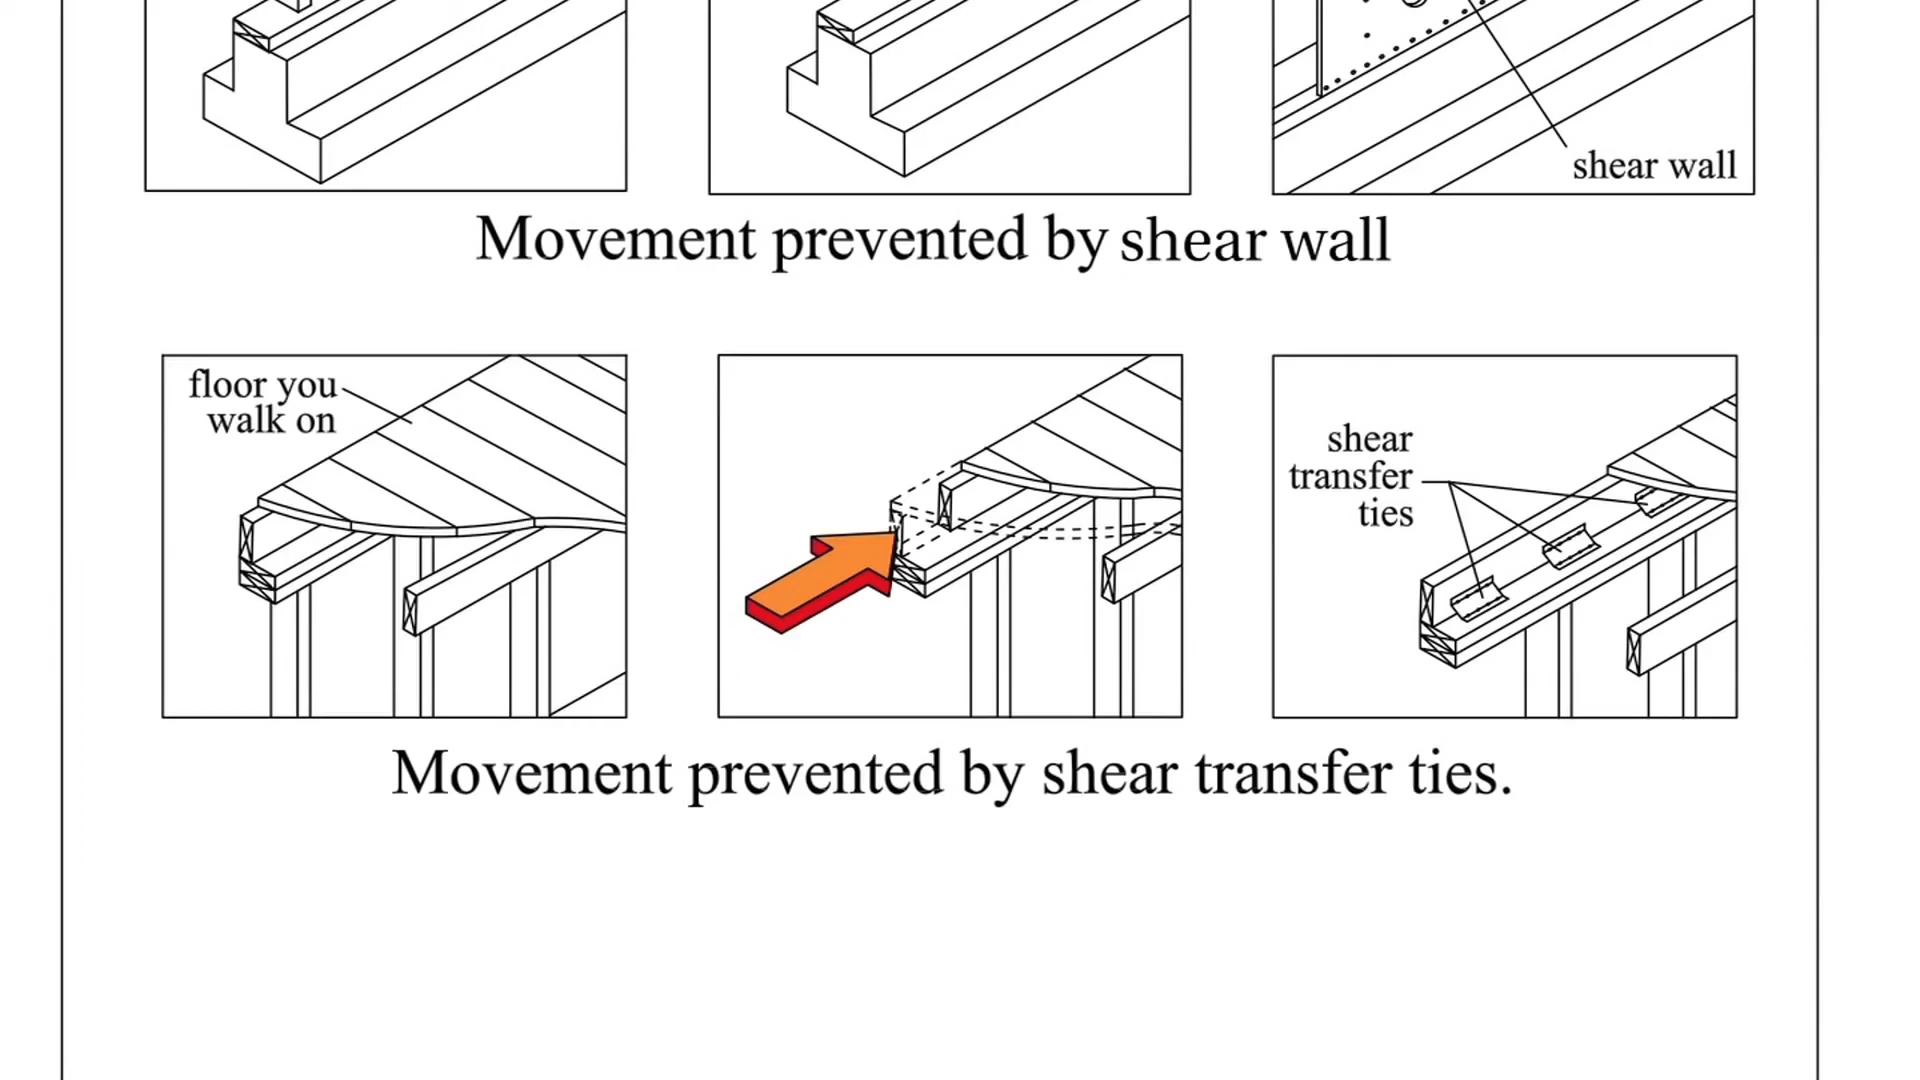 shear wall
Movement prevented by shear wall
floor you
walk on
shear
transfer
ties
Movement prevented by shear transfer ties.